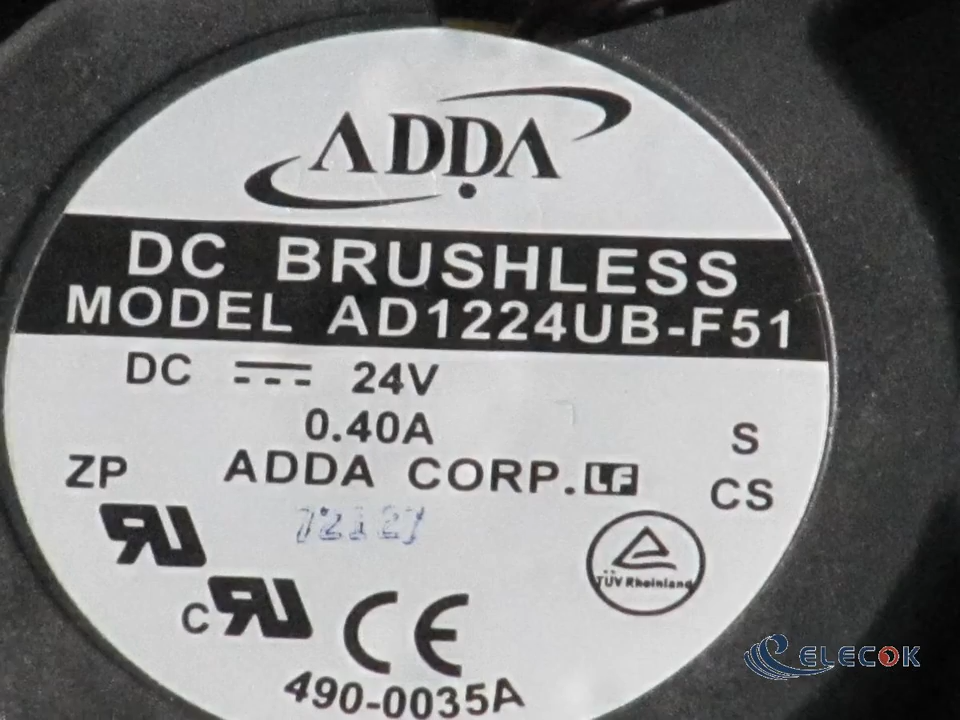 ADDA
DC BRUSHLESS
MODEL AD1224UB-F51
DC 24V
0.40A
S
ZP ADDA CORP. LF
CS
TÜV Rheinland
C
CE
490-0035A
ELECOK